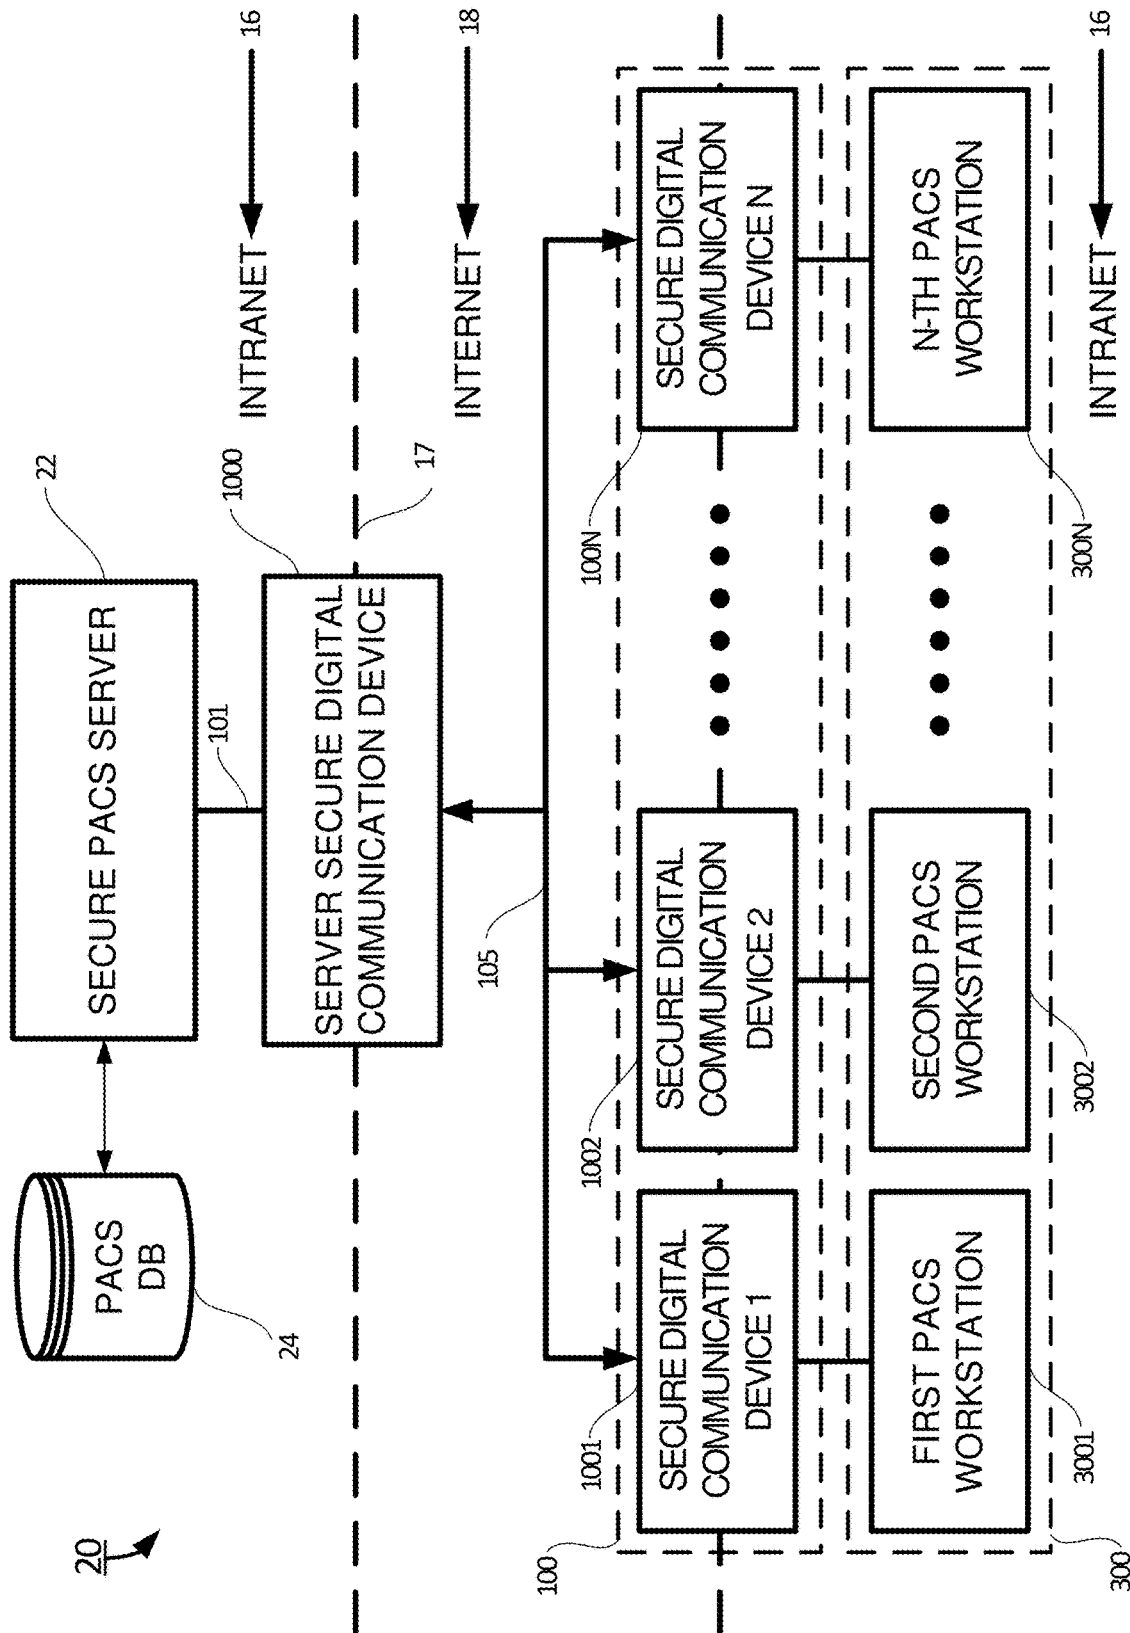 20
PACS
DB
24
SECURE PACS SERVER
22
101
SERVER SECURE DIGITAL
COMMUNICATION DEVICE
1000
17
INTRANET
16
INTERNET
18
105
100
1001
SECURE DIGITAL
COMMUNICATION
DEVICE 1
1002
SECURE DIGITAL
COMMUNICATION
DEVICE 2
100N
SECURE DIGITAL
COMMUNICATION
DEVICE N
300
3001
FIRST PACS
WORKSTATION
3002
SECOND PACS
WORKSTATION
300N
N-TH PACS
WORKSTATION
INTRANET
16